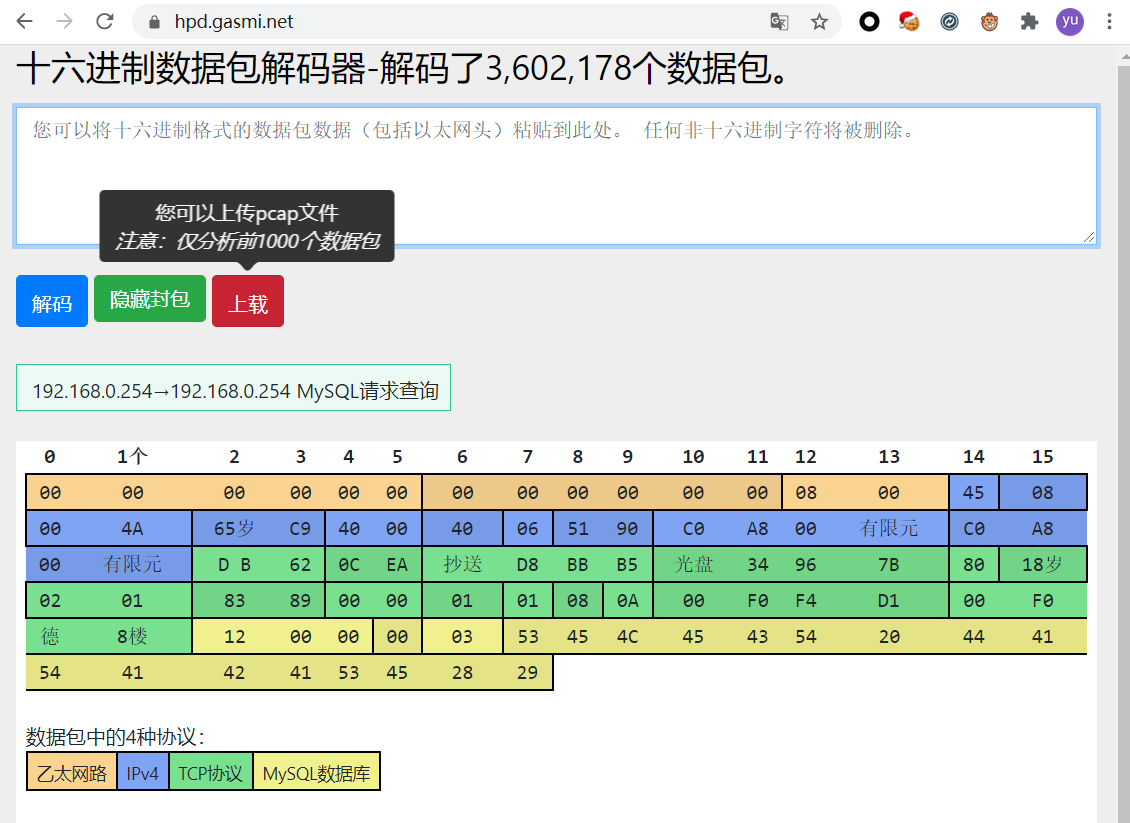 hpd.gasmi.net
yu
十六进制数据包解码器-解码了3,602,178个数据包。
您可以将十六进制格式的数据包数据（包括以太网头）粘贴到此处。 任何非十六进制字符将被删除。
您可以上传pcap文件
注意：仅分析前1000个数据包
解码 隐藏封包 上载
192.168.0.254→192.168.0.254 MySQL请求查询
0 1个 2 3 4 5 6 7 8 9 10 11 12 13 14 15
00 00 00 00 00 00 00 00 00 00 00 00 08 00 45 08
00 4A 65岁 C9 40 00 40 06 51 90 C0 A8 00 有限元 C0 A8
00 有限元 D B 62 0C EA 抄送 D8 BB B5 光盘 34 96 7B 80 18岁
02 01 83 89 00 00 01 01 08 0A 00 F0 F4 D1 00 F0
德 8楼 12 00 00 00 03 53 45 4C 45 43 54 20 44 41
54 41 42 41 53 45 28 29
数据包中的4种协议：
乙太网路 IPv4 TCP协议 MySQL数据库